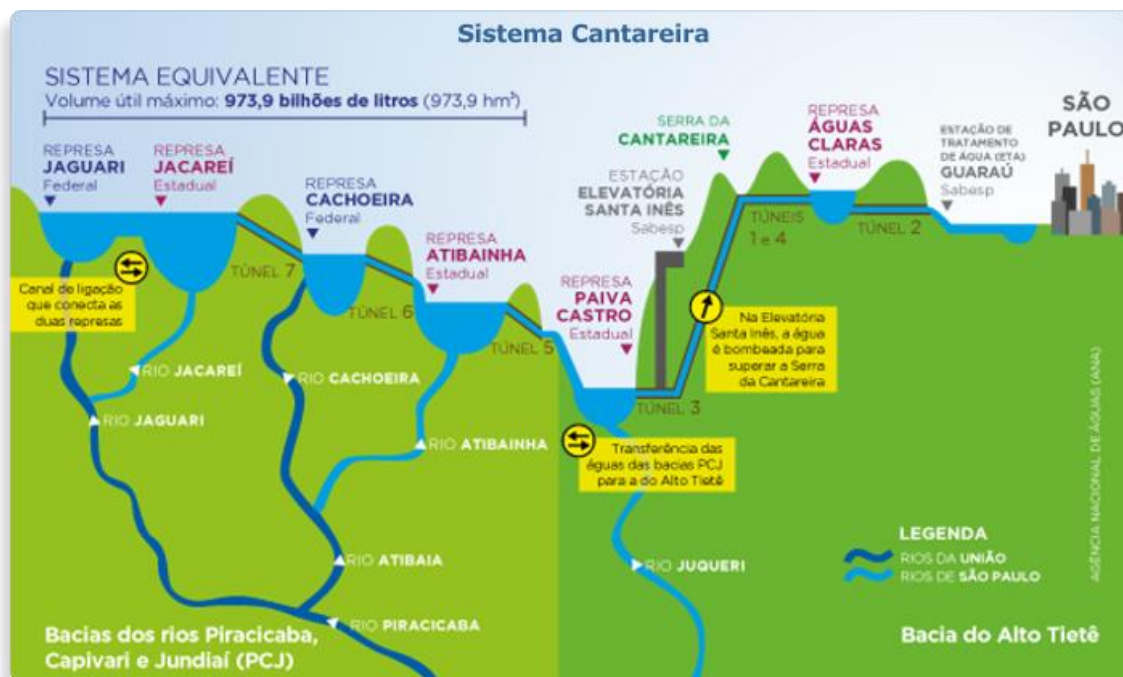 Sistema Cantareira
SISTEMA EQUIVALENTE
Volume útil máximo: 973,9 bilhões de litros (973,9 hm³)
REPRESA
JAGUARI
Federal
REPRESA
JACAREÍ
Estadual
REPRESA
CACHOEIRA
Federal
REPRESA
ATIBAINHA
Estadual
REPRESA
PAIVA
CASTRO
Estadual
ESTAÇÃO
ELEVATÓRIA
SANTA INÊS
Sabesp
SERRA DA
CANTAREIRA
REPRESA
ÁGUAS
CLARAS
Estadual
ESTAÇÃO DE
TRATAMENTO
DE ÁGUA (ETA)
GUARAÚ
Sabesp
SÃO
PAULO
Canal de ligação
que conecta as
duas represas
TÚNEL 7
TÚNEL 6
TÚNEL 5
TÚNEL 3
TÚNEIS
1 e 4
TÚNEL 2
Na Elevatória
Santa Inês, a água
é bombeada para
superar a Serra
da Cantareira
Transferência das
águas das bacias PCJ
para a do Alto Tietê
RIO JACAREÍ
RIO JAGUARI
RIO CACHOEIRA
RIO ATIBAINHA
RIO ATIBAIA
RIO PIRACICABA
RIO JUQUERI
LEGENDA
RIOS DA UNIÃO
RIOS DE SÃO PAULO
AGÊNCIA NACIONAL DE ÁGUAS (ANA)
Bacias dos rios Piracicaba,
Capivari e Jundiaí (PCJ)
Bacia do Alto Tietê